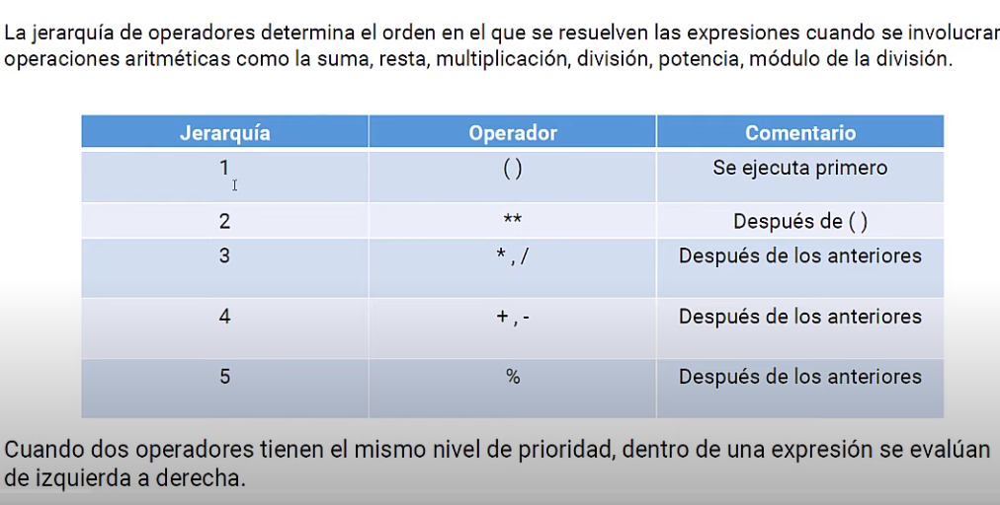 La jerarquía de operadores determina el orden en el que se resuelven las expresiones cuando se involucran
operaciones aritméticas como la suma, resta, multiplicación, división, potencia, módulo de la división.
Jerarquía Operador Comentario
1 ( ) Se ejecuta primero
2 ** Después de ( )
3 * , / Después de los anteriores
4 + , - Después de los anteriores
5 % Después de los anteriores
Cuando dos operadores tienen el mismo nivel de prioridad, dentro de una expresión se evalúan
de izquierda a derecha.